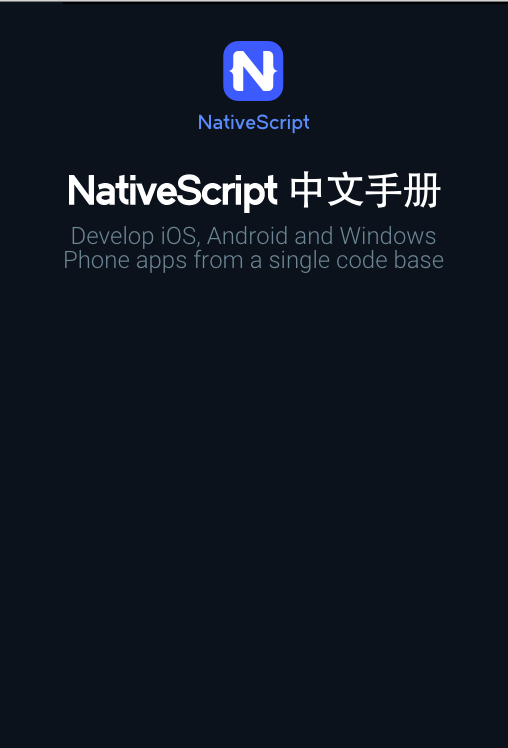 NativeScript
NativeScript 中文手册
Develop iOS, Android and Windows
Phone apps from a single code base